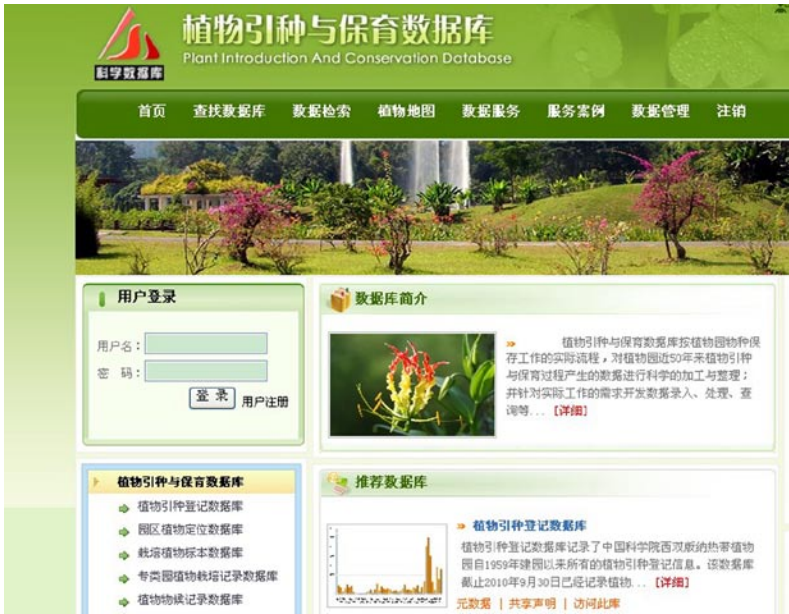 植物引种与保育数据库
Plant Introduction And Conservation Database
科学数据库
首页 查找数据库 数据检索 植物地图 数据服务 服务案例 数据管理 注销
用户登录
用户名:
密 码:
登 录 用户注册
数据库简介
» 植物引种与保育数据库按植物园物种保
存工作的实际流程，对植物园近50年来植物引种
与保育过程产生的数据进行科学的加工与整理；
并针对实际工作的需求开发数据录入、处理、查
询等... [详细]
植物引种与保育数据库
植物引种登记数据库
园区植物定位数据库
栽培植物标本数据库
专类园植物栽培记录数据库
植物物候记录数据库
推荐数据库
» 植物引种登记数据库
植物引种登记数据库记录了中国科学院西双版纳热带植物
园自1959年建园以来所有的植物引种登记信息。该数据库
截止2010年9月30日已经记录植物... [详细]
元数据 | 共享声明 | 访问此库